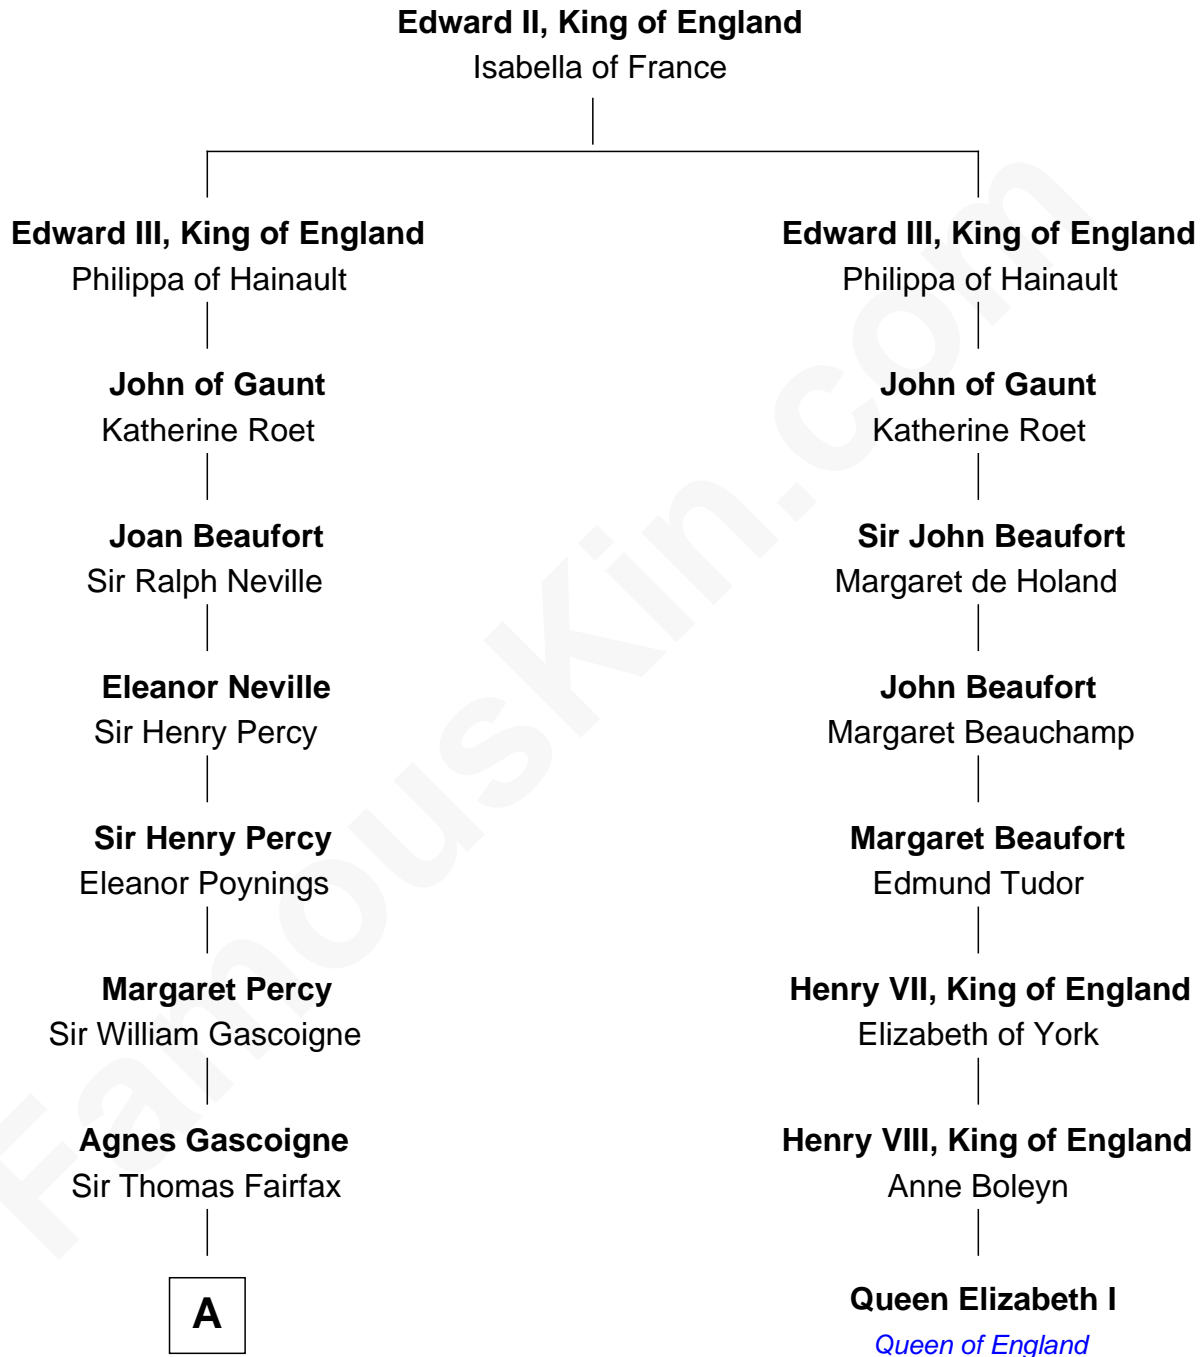 Edward II, King of England
Isabella of France
Edward III, King of England
Philippa of Hainault
John of Gaunt
Katherine Roet
Joan Beaufort
Sir Ralph Neville
Eleanor Neville
Sir Henry Percy
Sir Henry Percy
Eleanor Poynings
Margaret Percy
Sir William Gascoigne
Agnes Gascoigne
Sir Thomas Fairfax
A
Edward III, King of England
Philippa of Hainault
John of Gaunt
Katherine Roet
Sir John Beaufort
Margaret de Holand
John Beaufort
Margaret Beauchamp
Margaret Beaufort
Edmund Tudor
Henry VII, King of England
Elizabeth of York
Henry VIII, King of England
Anne Boleyn
Queen Elizabeth I
Queen of England
FamousKin.com